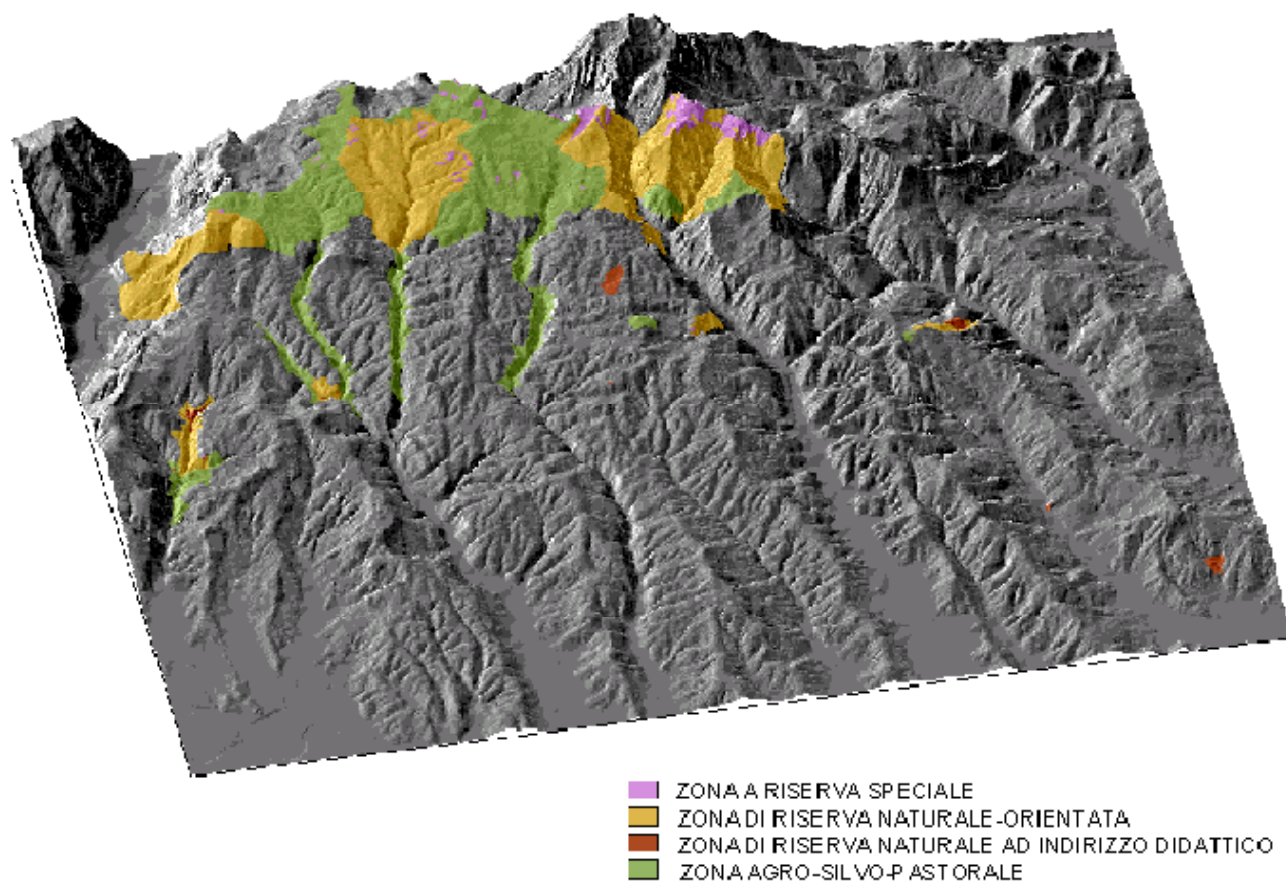 ZONA A RISERVA SPECIALE
ZONA DI RISERVA NATURALE-ORIENTATA
ZONA DI RISERVA NATURALE AD INDIRIZZO DIDATTICO
ZONA AGRO-SILVO-PASTORALE